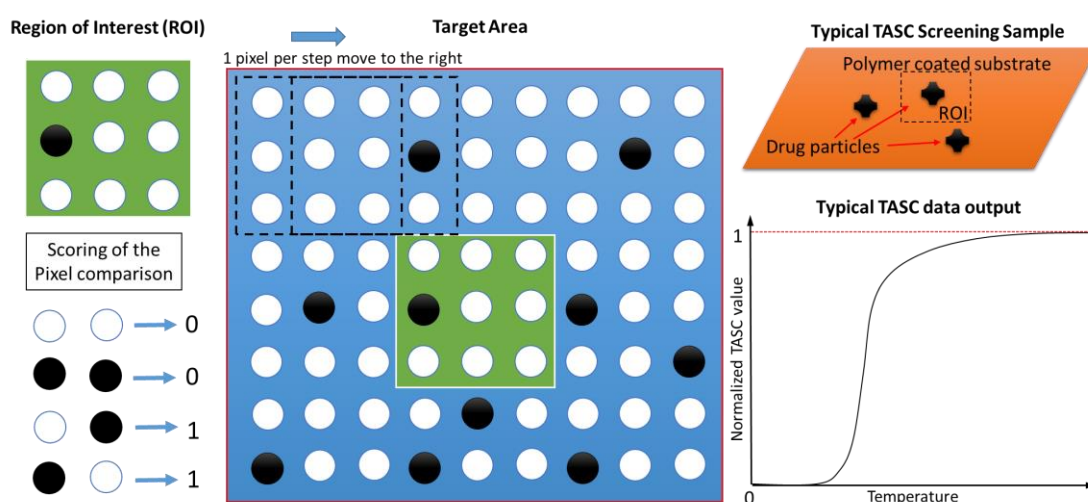 Region of Interest (ROI)
Scoring of the
Pixel comparison
0
0
1
1
Target Area
1 pixel per step move to the right
Typical TASC Screening Sample
Polymer coated substrate
ROI
Drug particles
Typical TASC data output
1
Normalized TASC value
0
Temperature